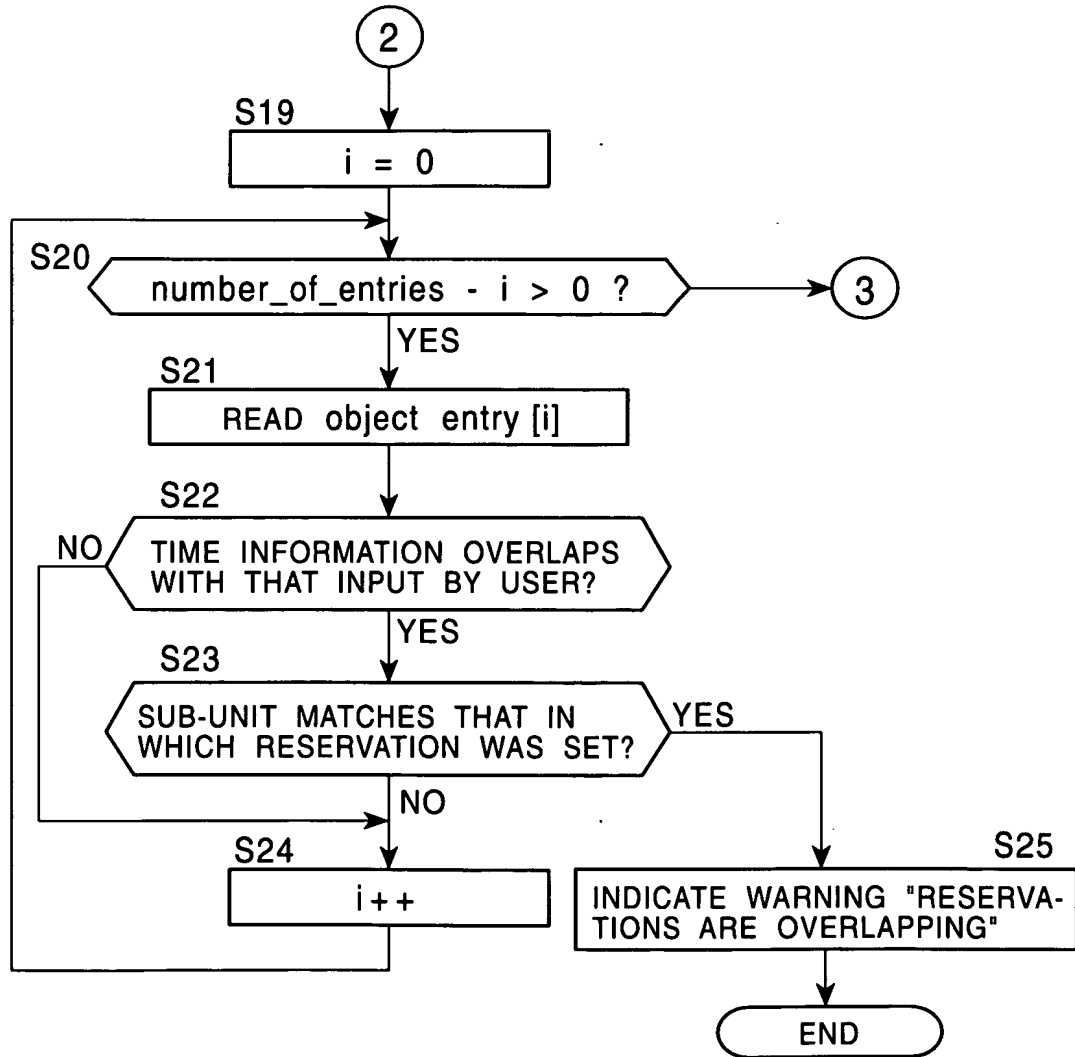 2
S19
i = 0
S20
number_of_entries - i > 0 ?
3
YES
S21
READ object entry [i]
S22
NO
TIME INFORMATION OVERLAPS
WITH THAT INPUT BY USER?
YES
S23
SUB-UNIT MATCHES THAT IN
WHICH RESERVATION WAS SET?
YES
NO
S24
i++
S25
INDICATE WARNING "RESERVA-
TIONS ARE OVERLAPPING"
END